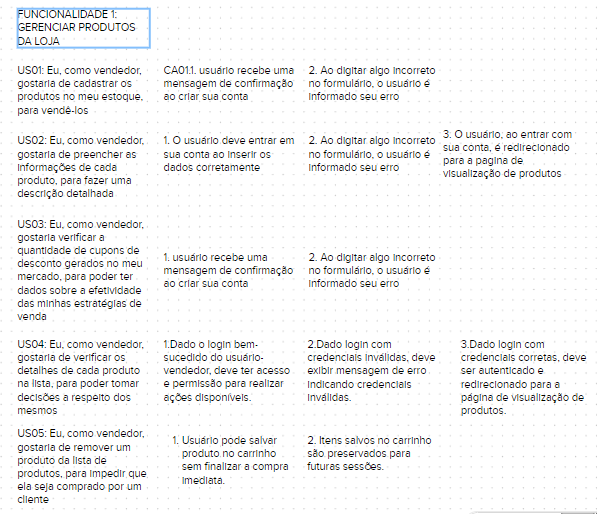 FUNCIONALIDADE 1:
GERENCIAR PRODUTOS
DA LOJA
US01: Eu, como vendedor,
gostaria de cadastrar os
produtos no meu estoque,
para vendê-los
CA01.1. usuário recebe uma
mensagem de confirmação
ao criar sua conta
2. Ao digitar algo incorreto
no formulário, o usuário é
informado seu erro
US02: Eu, como vendedor,
gostaria de preencher as
informações de cada
produto, para fazer uma
descrição detalhada
1. O usuário deve entrar em
sua conta ao inserir os
dados corretamente
2. Ao digitar algo incorreto
no formulário, o usuário é
informado seu erro
3. O usuário, ao entrar com
sua conta, é redirecionado
para a pagina de
visualização de produtos
US03: Eu, como vendedor,
gostaria verificar a
quantidade de cupons de
desconto gerados no meu
mercado, para poder ter
dados sobre a efetividade
das minhas estratégias de
venda
1. usuário recebe uma
mensagem de confirmação
ao criar sua conta
2. Ao digitar algo incorreto
no formulário, o usuário é
informado seu erro
US04: Eu, como vendedor,
gostaria de verificar os
detalhes de cada produto
na lista, para poder tomar
decisões a respeito dos
mesmos
1.Dado o login bem-
sucedido do usuário-
vendedor, deve ter acesso
e permissão para realizar
ações disponíveis.
2.Dado login com
credenciais inválidas, deve
exibir mensagem de erro
indicando credenciais
inválidas.
3.Dado login com
credenciais corretas, deve
ser autenticado e
redirecionado para a
página de visualização de
produtos.
US05: Eu, como vendedor,
gostaria de remover um
produto da lista de
produtos, para impedir que
ela seja comprado por um
cliente
1. Usuário pode salvar
produto no carrinho
sem finalizar a compra
imediata.
2. Itens salvos no carrinho
são preservados para
futuras sessões.